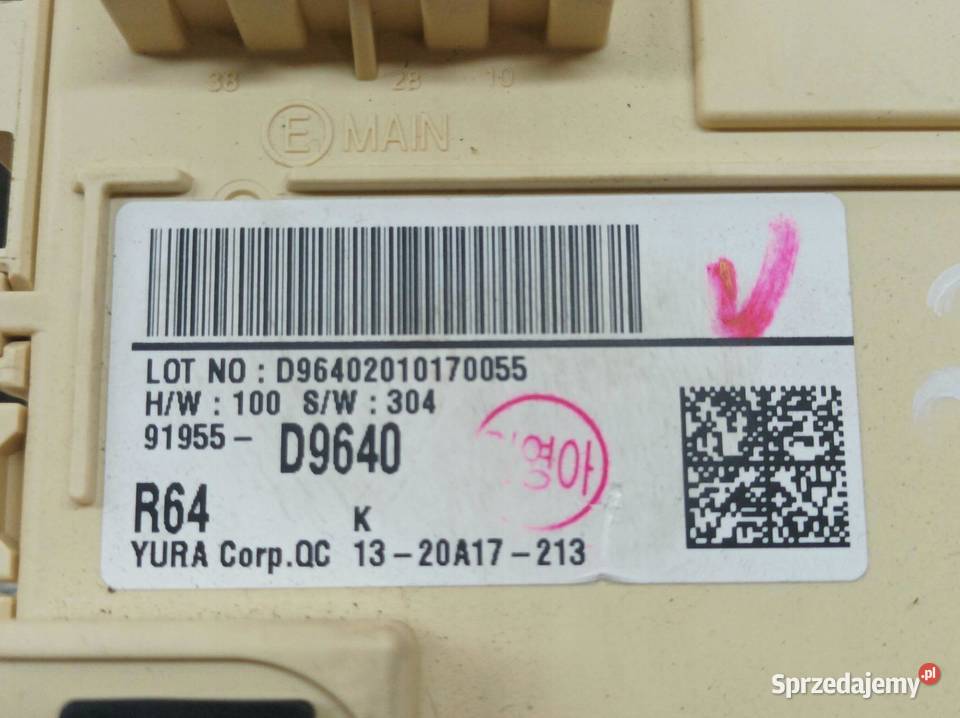 38 28 10
E MAIN
LOT NO : D96402010170055
H/W : 100 S/W : 304
91955- D9640
R64 K
YURA Corp.QC 13-20A17-213
Sprzedajemy.pl